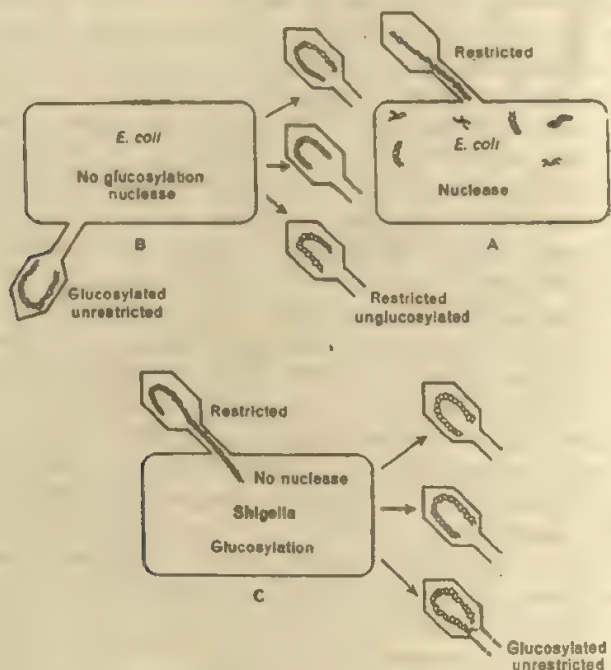 Restricted
E. coli
No glucosylation
nuclease
B
Glucosylated
unrestricted
E. coli
Nuclease
A
Restricted
unglucosylated
Restricted
No nuclease
Shigella
Glucosylation
C
Glucosylated
unrestricted